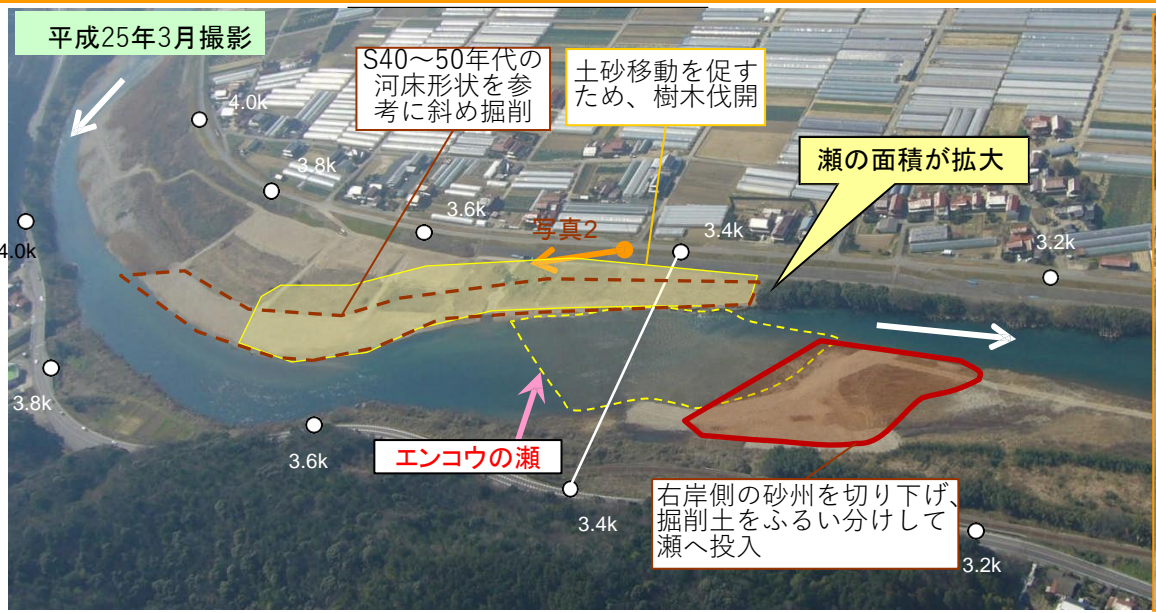 平成25年3月撮影
S40～50年代の
河床形状を参
考に斜め掘削
土砂移動を促す
ため、樹木伐開
瀬の面積が拡大
4.0k
3.8k
3.6k
写真2
3.4k
3.2k
4.0k
3.8k
3.6k
エンコウの瀬
3.4k
右岸側の砂州を切り下げ、
掘削土をふるい分けして
瀬へ投入
3.2k